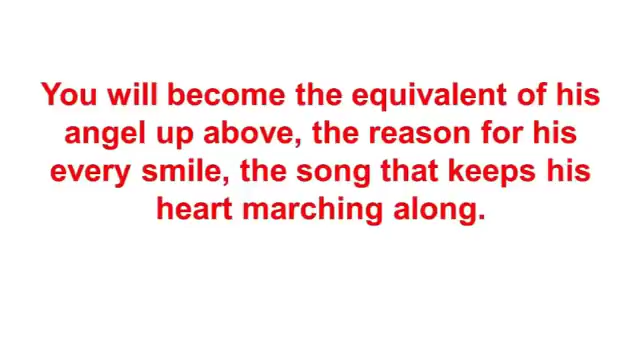 You will become the equivalent of his
angel up above, the reason for his
every smile, the song that keeps his
heart marching along.